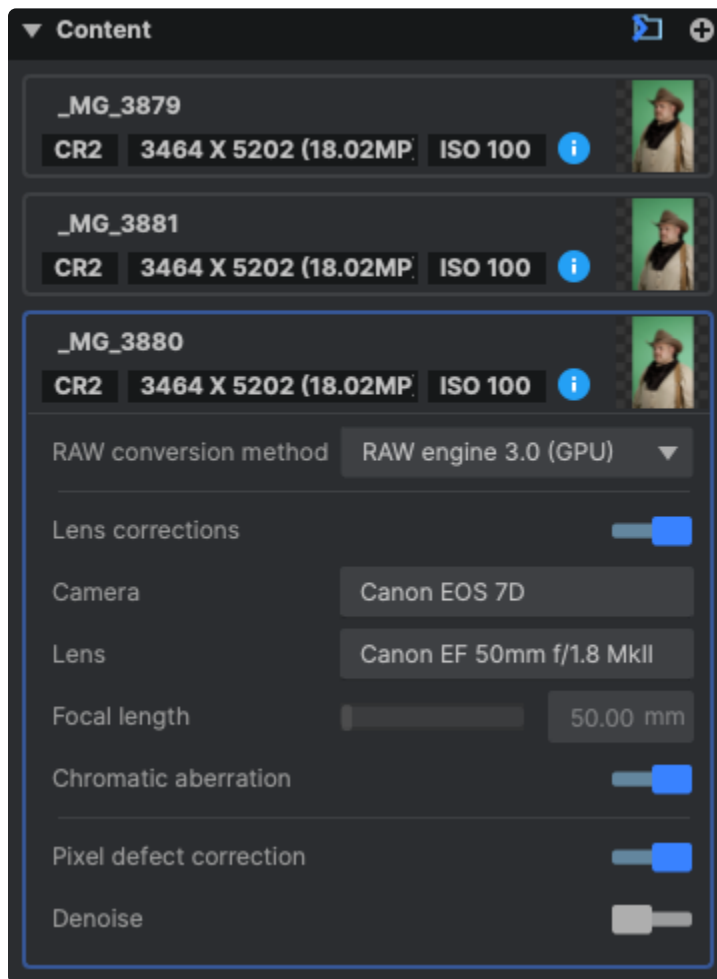 Content
_MG_3879
CR2 3464 X 5202 (18.02MP) ISO 100
_MG_3881
CR2 3464 X 5202 (18.02MP) ISO 100
_MG_3880
CR2 3464 X 5202 (18.02MP) ISO 100
RAW conversion method RAW engine 3.0 (GPU)
Lens corrections
Camera Canon EOS 7D
Lens Canon EF 50mm f/1.8 MkII
Focal length 50.00 mm
Chromatic aberration
Pixel defect correction
Denoise